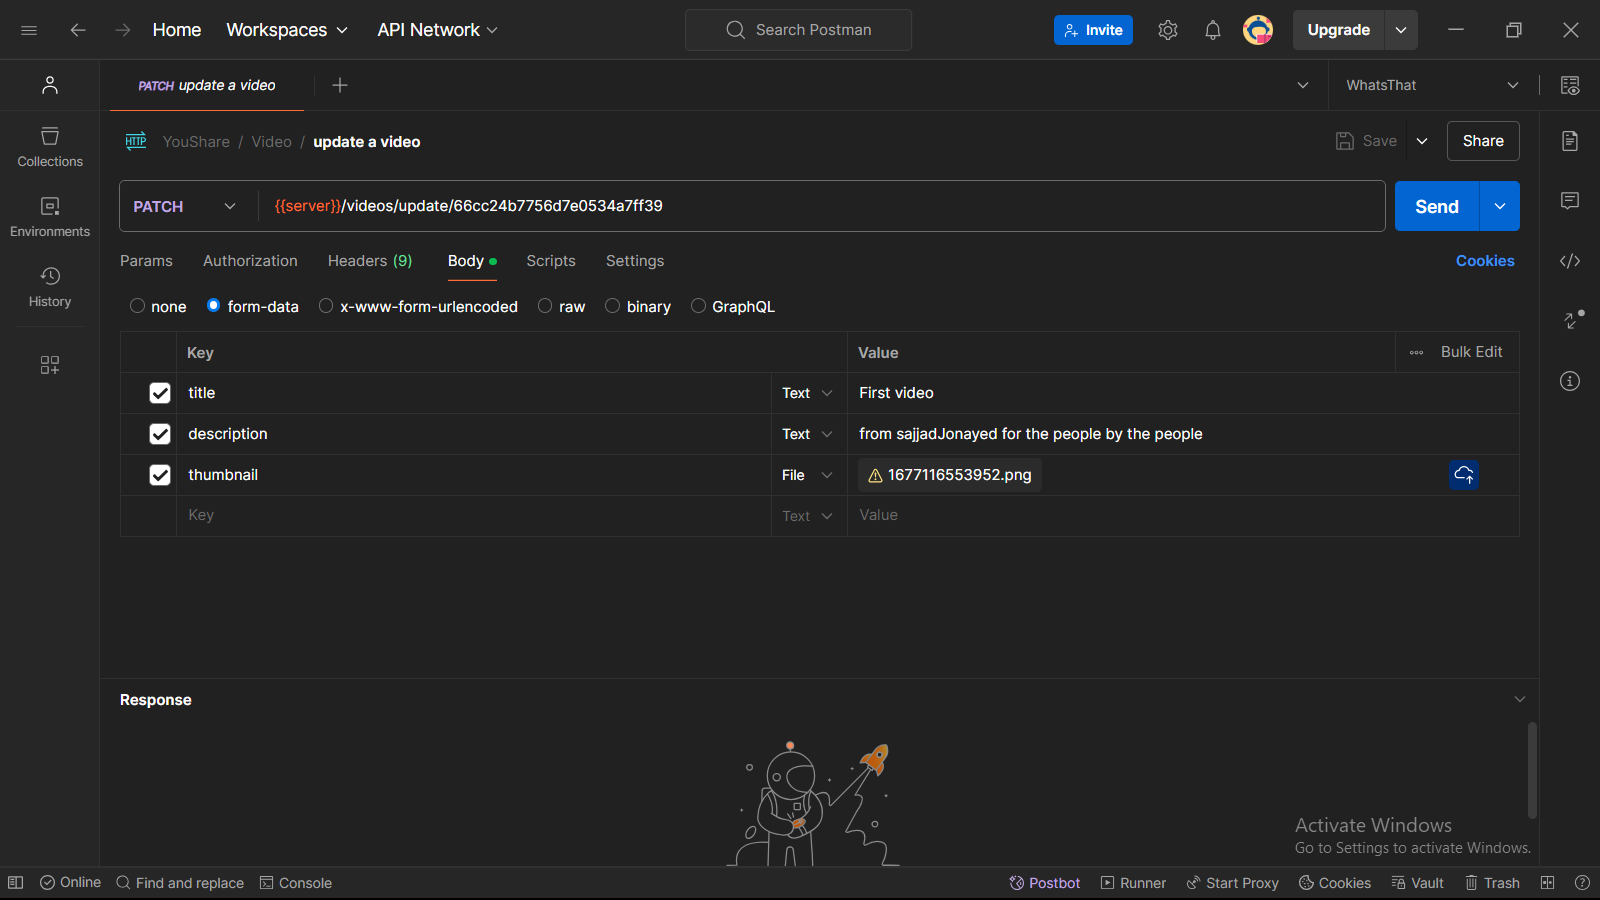 Home Workspaces API Network Search Postman Invite Upgrade
PATCH update a video WhatsThat
HTTP YouShare / Video / update a video Save Share
Collections
PATCH {{server}}/videos/update/66cc24b7756d7e0534a7ff39 Send
Environments
Params Authorization Headers (9) Body Scripts Settings Cookies
History
none form-data x-www-form-urlencoded raw binary GraphQL
Key Value Bulk Edit
title Text First video
description Text from sajjadJonayed for the people by the people
thumbnail File 1677116553952.png
Key Text Value
Response
Activate Windows
Go to Settings to activate Windows.
Online Find and replace Console Postbot Runner Start Proxy Cookies Vault Trash